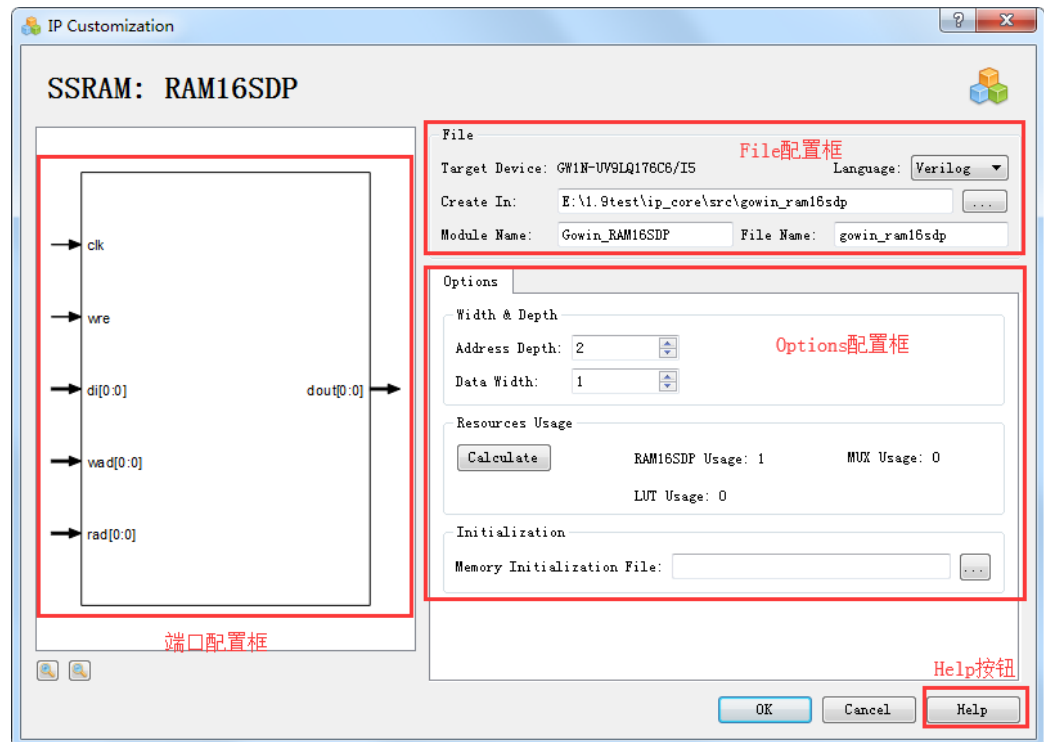 IP Customization
SSRAM: RAM16SDP
File
File配置框
Target Device: GW1N-UV9LQ176C6/I5
Language: Verilog
Create In: E:\1.9test\ip_core\src\gowin_ram16sdp ...
Module Name: Gowin_RAM16SDP File Name: gowin_ram16sdp
clk
wre
di[0:0]
dout[0:0]
wad[0:0]
rad[0:0]
端口配置框
Options
Width & Depth
Options配置框
Address Depth: 2
Data Width: 1
Resources Usage
Calculate RAM16SDP Usage: 1 MUX Usage: 0
LUT Usage: 0
Initialization
Memory Initialization File: ...
Help按钮
OK Cancel Help